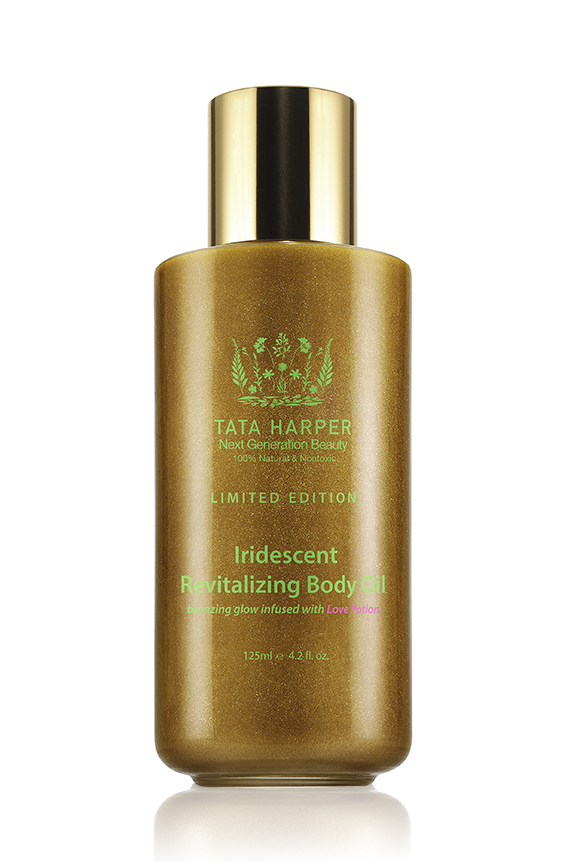 TATA HARPER
Next Generation Beauty
100% Natural & Nontoxic
LIMITED EDITION
Iridescent
Revitalizing Body Oil
bronzing glow infused with Love Potion
125ml ℮ 4.2 fl. oz.